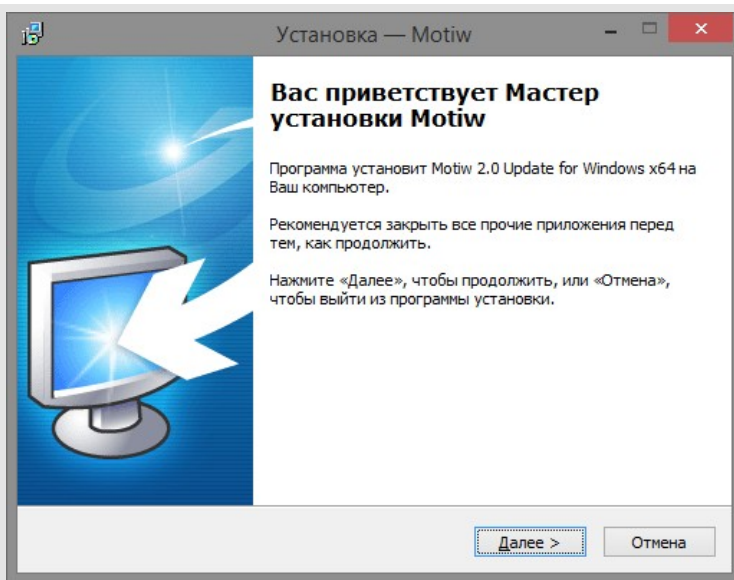 Установка — Motiw
Вас приветствует Мастер
установки Motiw
Программа установит Motiw 2.0 Update for Windows x64 на
Ваш компьютер.
Рекомендуется закрыть все прочие приложения перед
тем, как продолжить.
Нажмите «Далее», чтобы продолжить, или «Отмена»,
чтобы выйти из программы установки.
Далее >
Отмена